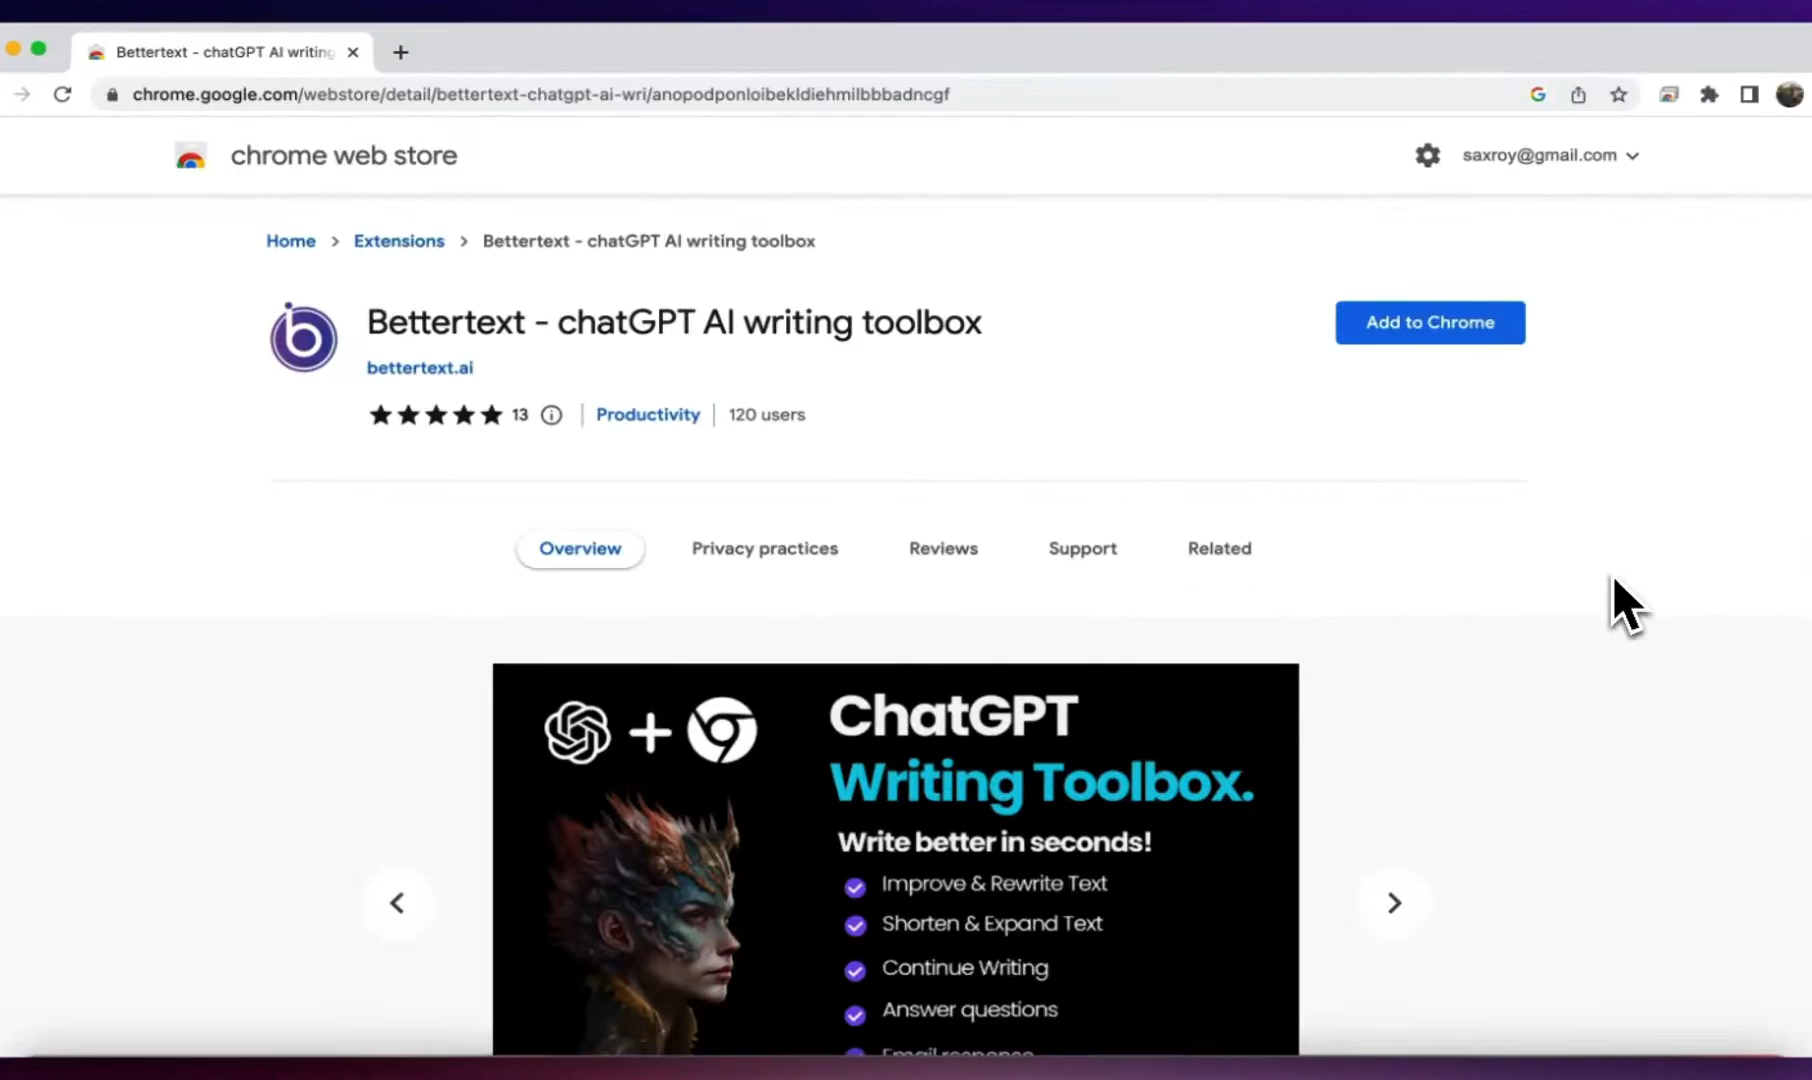 Bettertext - chatGPT AI writing
chrome.google.com/webstore/detail/bettertext-chatgpt-ai-wri/anopodponloibekldiehmilbbbadncgf
chrome web store
saxroy@gmail.com
Home > Extensions > Bettertext - chatGPT AI writing toolbox
Bettertext - chatGPT AI writing toolbox
Add to Chrome
bettertext.ai
13
Productivity
120 users
Overview
Privacy practices
Reviews
Support
Related
ChatGPT
Writing Toolbox.
Write better in seconds!
Improve & Rewrite Text
Shorten & Expand Text
Continue Writing
Answer questions
Email response